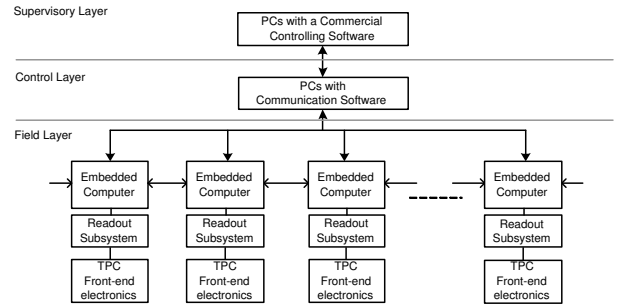 Supervisory Layer
PCs with a Commercial
Controlling Software
Control Layer
PCs with
Communication Software
Field Layer
Embedded
Computer
Embedded
Computer
Embedded
Computer
Embedded
Computer
Readout
Subsystem
Readout
Subsystem
Readout
Subsystem
Readout
Subsystem
TPC
Front-end
electronics
TPC
Front-end
electronics
TPC
Front-end
electronics
TPC
Front-end
electronics